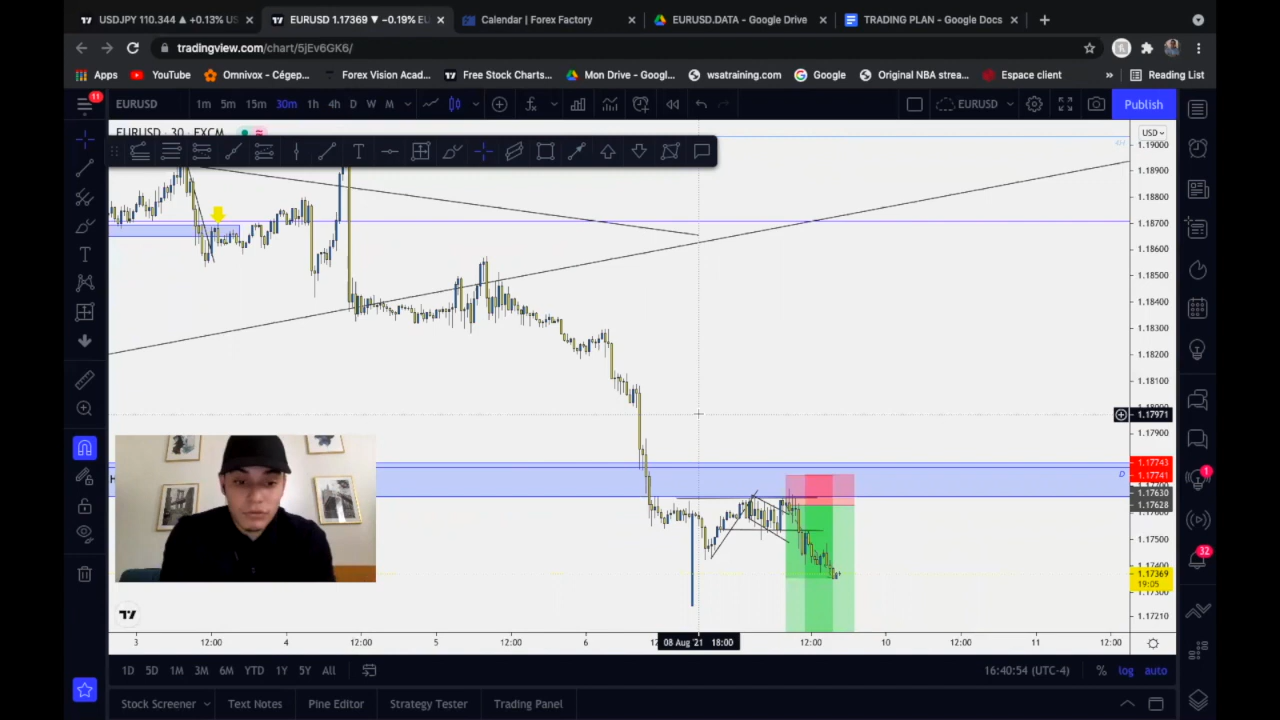 USDJPY 110.344 ▲ +0.13% US
EURUSD 1.17369 ▼ −0.19% EU
Calendar | Forex Factory
EURUSD.DATA - Google Drive
TRADING PLAN - Google Docs
tradingview.com/chart/5jEv6GK6/
Apps
YouTube
Omnivox – Cégep...
Forex Vision Acad...
Free Stock Charts...
Mon Drive – Googl...
wsatraining.com
Google
Original NBA strea...
Espace client
»
Reading List
11
EURUSD
1m 5m 15m 30m 1h 4h D W M
EURUSD
Publish
EURUSD · 30 · FXCM
USD
1.19000
1.18900
1.18800
1.18700
1.18600
1.18500
1.18400
1.18300
1.18200
1.18100
1.17971
1.17900
1.17743
1.17741
D
1.17630
1.17628
1.17500
1.17400
1.17369
19:05
1.17300
1.17210
1
32
3 12:00 4 12:00 5 12:00 6 08 Aug '21 18:00 12:00 10 12:00 11 12:00
1D 5D 1M 3M 6M YTD 1Y 5Y All
16:40:54 (UTC-4)
% log auto
Stock Screener
Text Notes
Pine Editor
Strategy Tester
Trading Panel